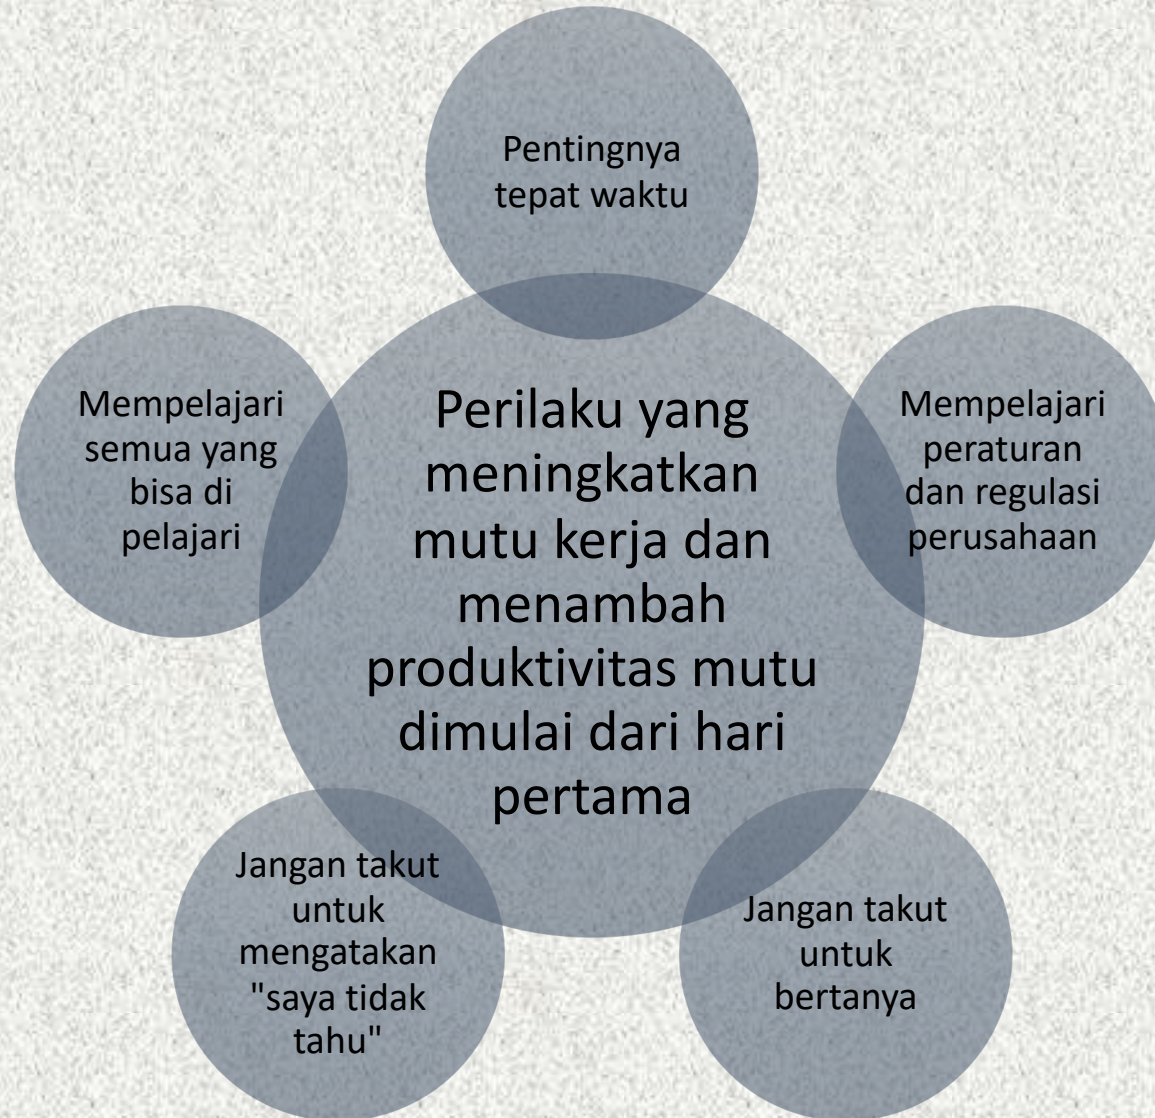 Pentingnya
tepat waktu
Mempelajari
semua yang
bisa di
pelajari
Perilaku yang
meningkatkan
mutu kerja dan
menambah
produktivitas mutu
dimulai dari hari
pertama
Mempelajari
peraturan
dan regulasi
perusahaan
Jangan takut
untuk
mengatakan
"saya tidak
tahu"
Jangan takut
untuk
bertanya